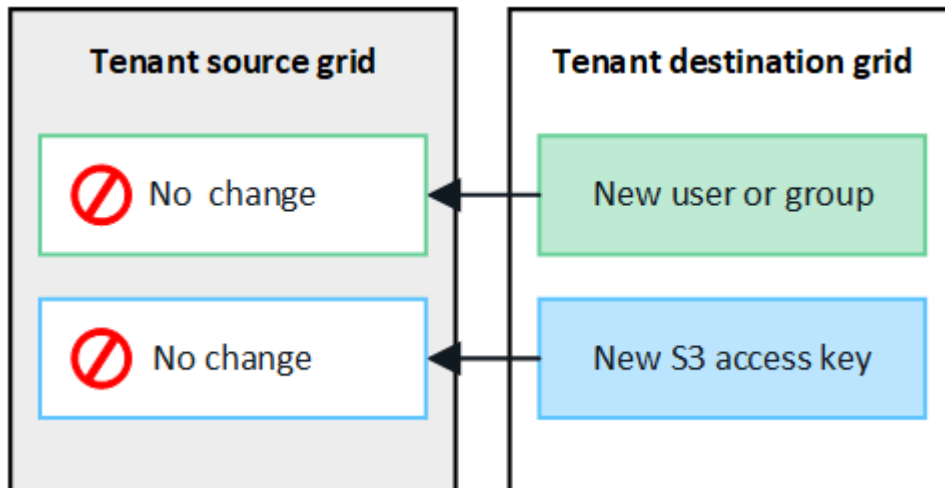 Tenant source grid
No change
No change
Tenant destination grid
New user or group
New S3 access key